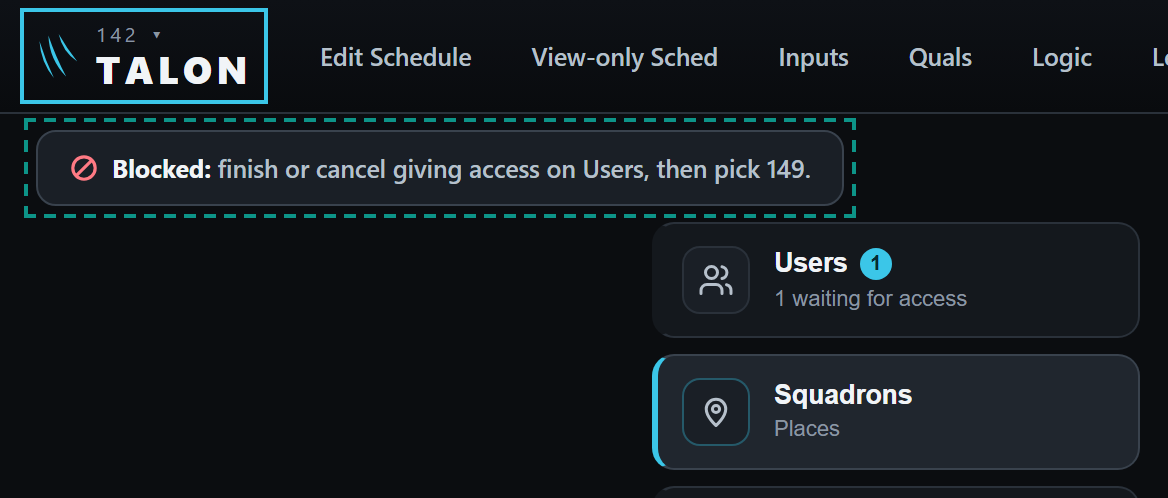 142 ▾
TALON
Edit Schedule
View-only Sched
Inputs
Quals
Logic
Blocked: finish or cancel giving access on Users, then pick 149.
Users 1
1 waiting for access
Squadrons
Places